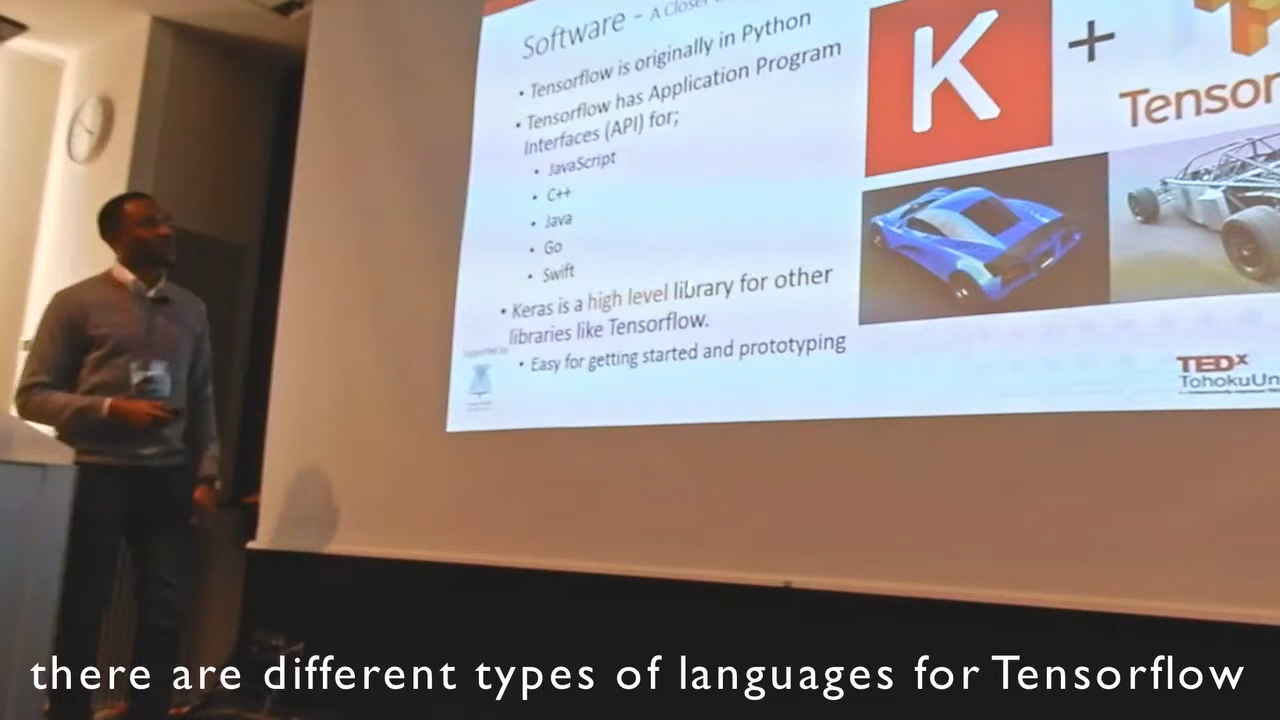 Software - A Closer
• Tensorflow is originally in Python
• Tensorflow has Application Program
Interfaces (API) for;
• JavaScript
• C++
• Java
• Go
• Swift
• Keras is a high level library for other
libraries like Tensorflow.
• Easy for getting started and prototyping
K + 
Tensor
Supported by
TEDx
TohokuUn
there are different types of languages for Tensorflow